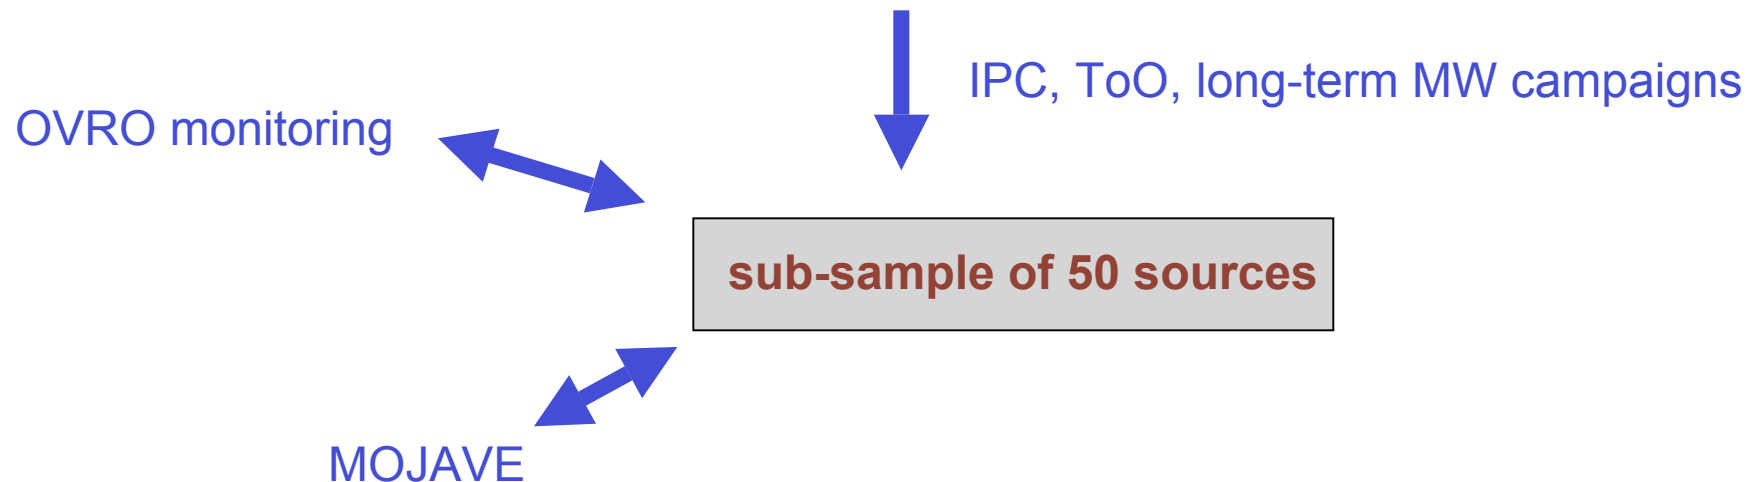 IPC, ToO, long-term MW campaigns
OVRO monitoring
sub-sample of 50 sources
MOJAVE